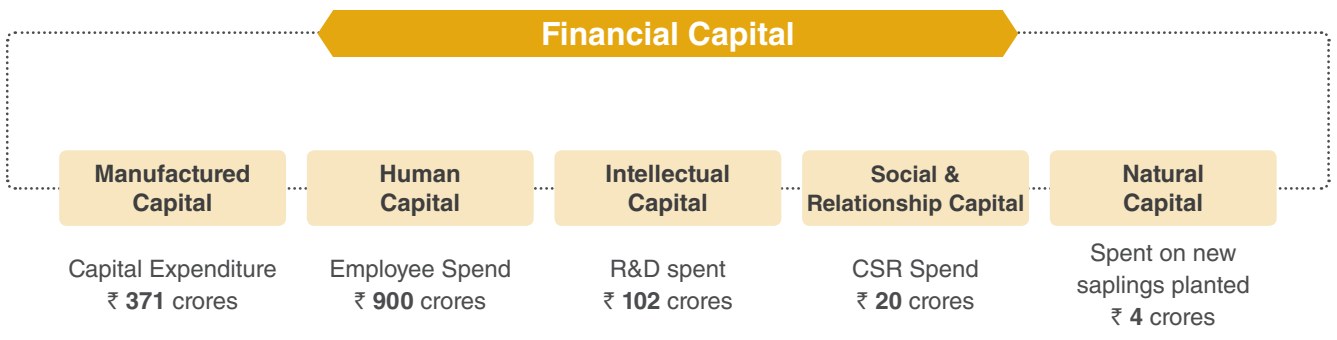 Financial Capital
Manufactured
Capital
Capital Expenditure
₹ 371 crores
Human
Capital
Employee Spend
₹ 900 crores
Intellectual
Capital
R&D spent
₹ 102 crores
Social &
Relationship Capital
CSR Spend
₹ 20 crores
Natural
Capital
Spent on new
saplings planted
₹ 4 crores